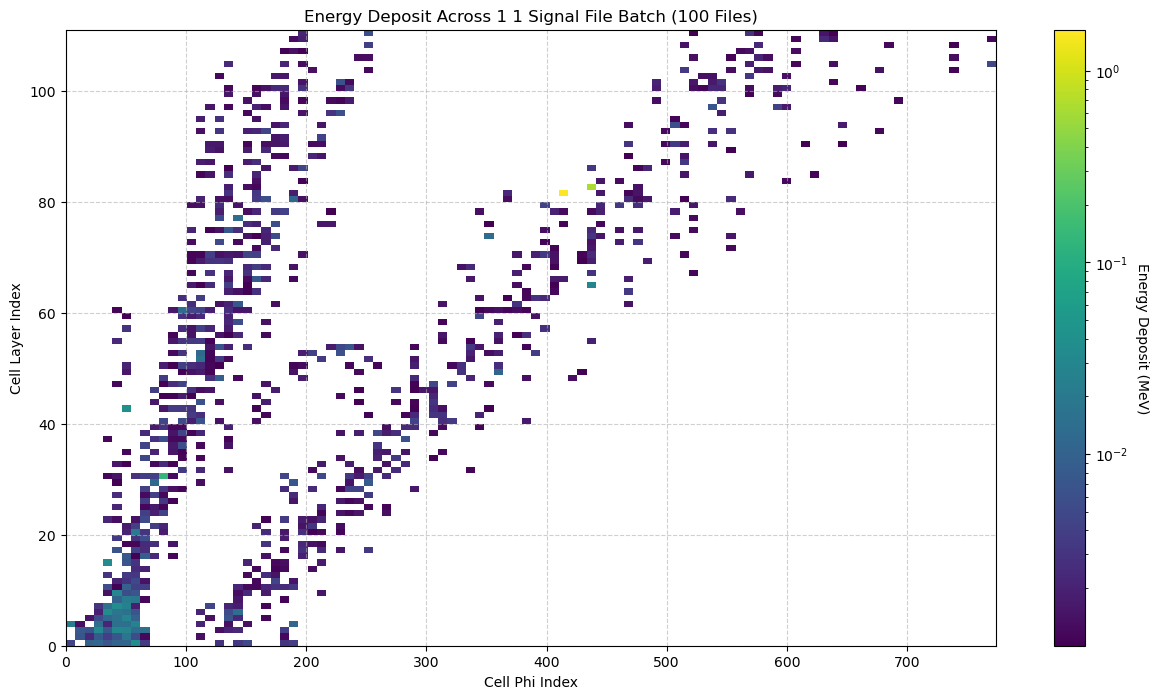 Energy Deposit Across 1 1 Signal File Batch (100 Files)
Cell Layer Index
100
80
60
40
20
0
0 100 200 300 400 500 600 700
Cell Phi Index
10⁰
10⁻¹
10⁻²
Energy Deposit (MeV)